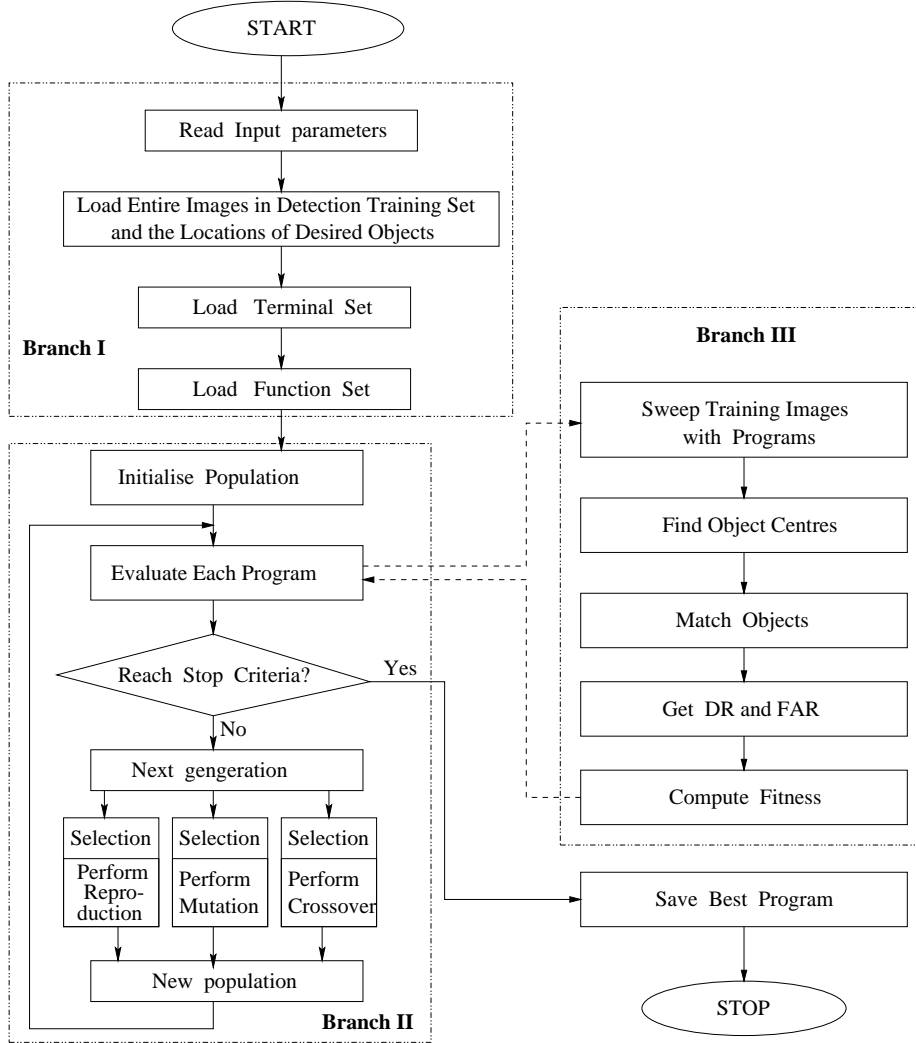 START
Read Input parameters
Load Entire Images in Detection Training Set
and the Locations of Desired Objects
Load Terminal Set
Branch I
Load Function Set
Initialise Population
Evaluate Each Program
Reach Stop Criteria?
Yes
No
Next gengeration
Selection
Perform
Repro-
duction
Selection
Perform
Mutation
Selection
Perform
Crossover
New population
Branch II
Branch III
Sweep Training Images
with Programs
Find Object Centres
Match Objects
Get DR and FAR
Compute Fitness
Save Best Program
STOP